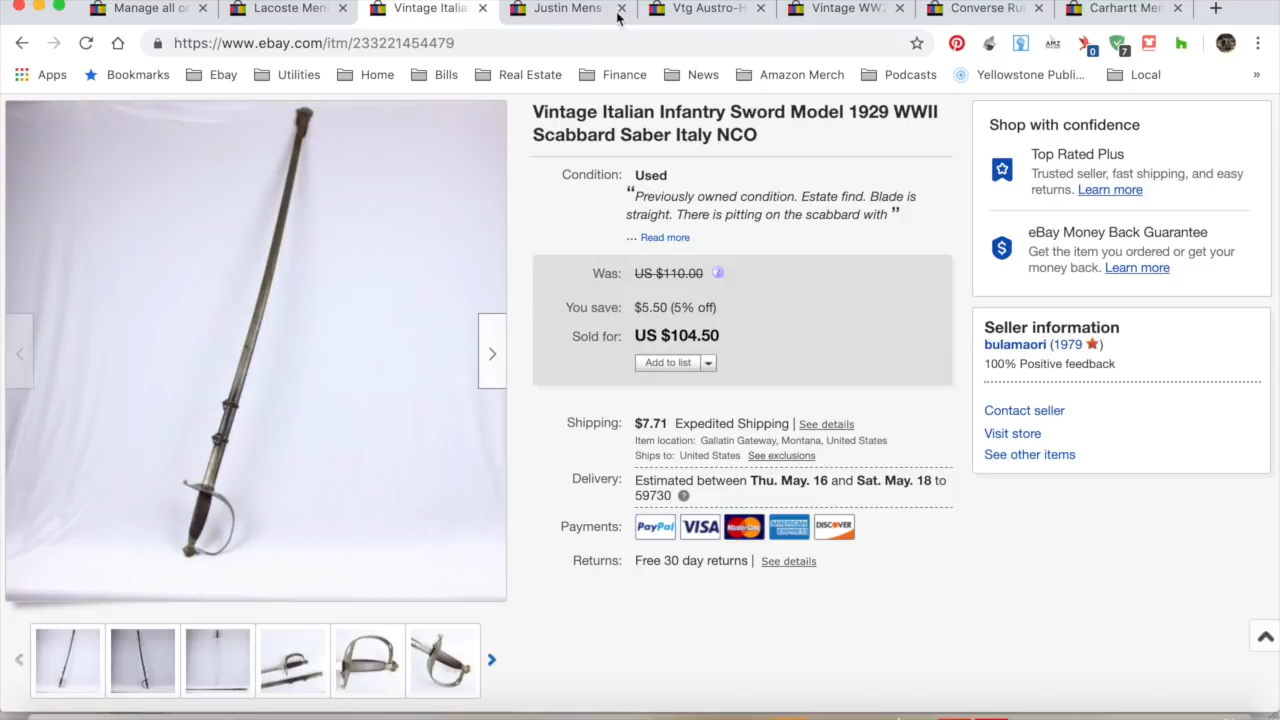 Manage all or
Lacoste Men
Vintage Italia
Justin Mens
Vtg Austro-H
Vintage WW2
Converse Ru
Carhartt Men
https://www.ebay.com/itm/233221454479
AMZ
0
7
h
Apps
Bookmarks
Ebay
Utilities
Home
Bills
Real Estate
Finance
News
Amazon Merch
Podcasts
Yellowstone Publi...
Local
»
Vintage Italian Infantry Sword Model 1929 WWII
Scabbard Saber Italy NCO
Condition: Used
“Previously owned condition. Estate find. Blade is
straight. There is pitting on the scabbard with ”
... Read more
Was: US $110.00
You save: $5.50 (5% off)
Sold for: US $104.50
Add to list
Shipping: $7.71 Expedited Shipping | See details
Item location: Gallatin Gateway, Montana, United States
Ships to: United States See exclusions
Delivery: Estimated between Thu. May. 16 and Sat. May. 18 to
59730 ?
Payments: PayPal VISA MasterCard AMERICAN EXPRESS DISCOVER
Returns: Free 30 day returns | See details
Shop with confidence
Top Rated Plus
Trusted seller, fast shipping, and easy
returns. Learn more
eBay Money Back Guarantee
Get the item you ordered or get your
money back. Learn more
Seller information
bulamaori (1979 ★)
100% Positive feedback
Contact seller
Visit store
See other items